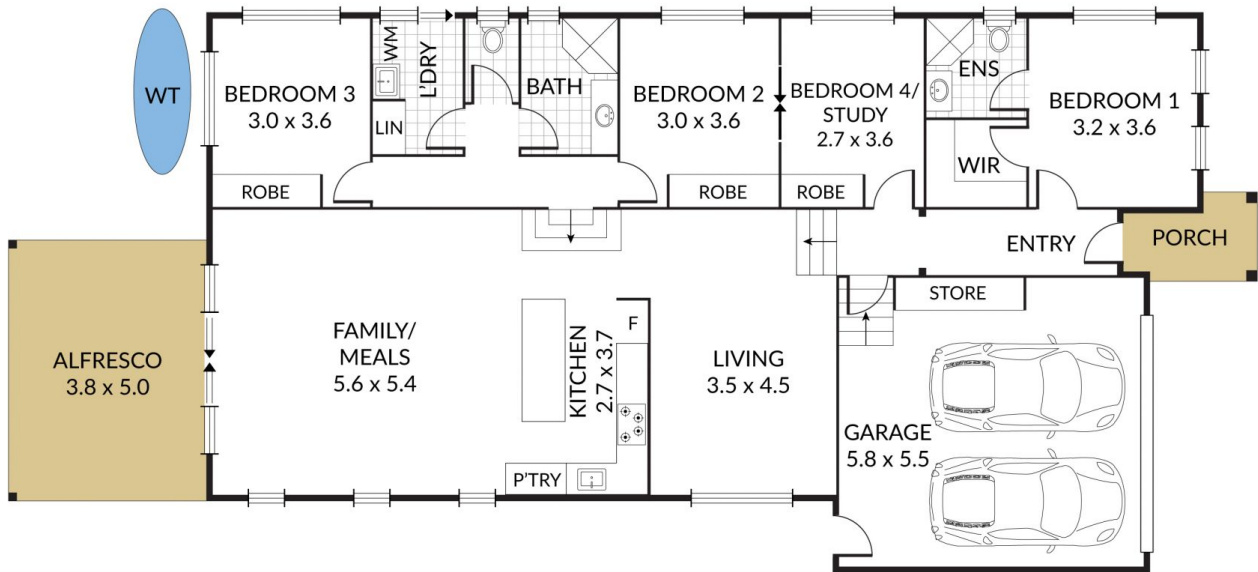 WT
BEDROOM 3
3.0 x 3.6
ROBE
WM
L'DRY
LIN
BATH
BEDROOM 2
3.0 x 3.6
ROBE
BEDROOM 4/
STUDY
2.7 x 3.6
ROBE
ENS
WIR
BEDROOM 1
3.2 x 3.6
ENTRY
PORCH
ALFRESCO
3.8 x 5.0
FAMILY/
MEALS
5.6 x 5.4
KITCHEN
2.7 x 3.7
F
P'TRY
LIVING
3.5 x 4.5
STORE
GARAGE
5.8 x 5.5